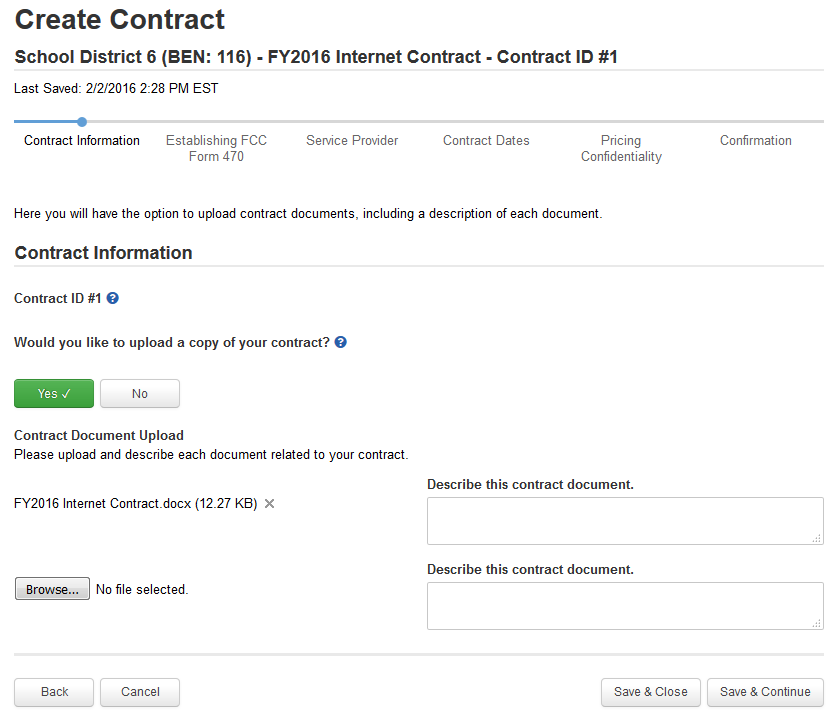 Create Contract
School District 6 (BEN: 116) - FY2016 Internet Contract - Contract ID #1
Last Saved: 2/2/2016 2:28 PM EST
Contract Information
Establishing FCC
Form 470
Service Provider
Contract Dates
Pricing
Confidentiality
Confirmation
Here you will have the option to upload contract documents, including a description of each document.
Contract Information
Contract ID #1 ?
Would you like to upload a copy of your contract? ?
Yes ✓ No
Contract Document Upload
Please upload and describe each document related to your contract.
Describe this contract document.
FY2016 Internet Contract.docx (12.27 KB) ✕
Describe this contract document.
Browse... No file selected.
Back Cancel Save & Close Save & Continue